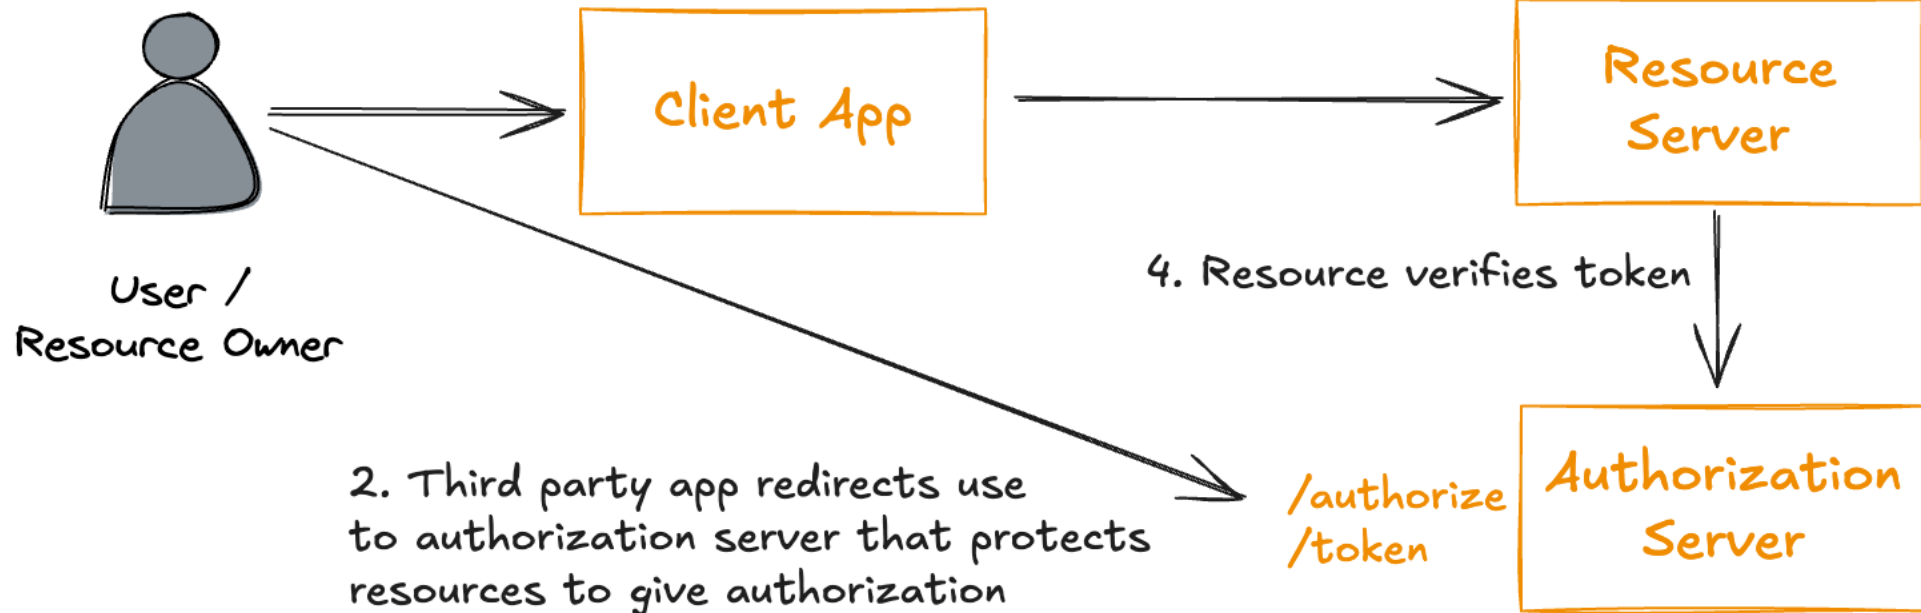 Client App
Resource
Server
User /
Resource Owner
4. Resource verifies token
2. Third party app redirects use
to authorization server that protects
resources to give authorization
/authorize
/token
Authorization
Server